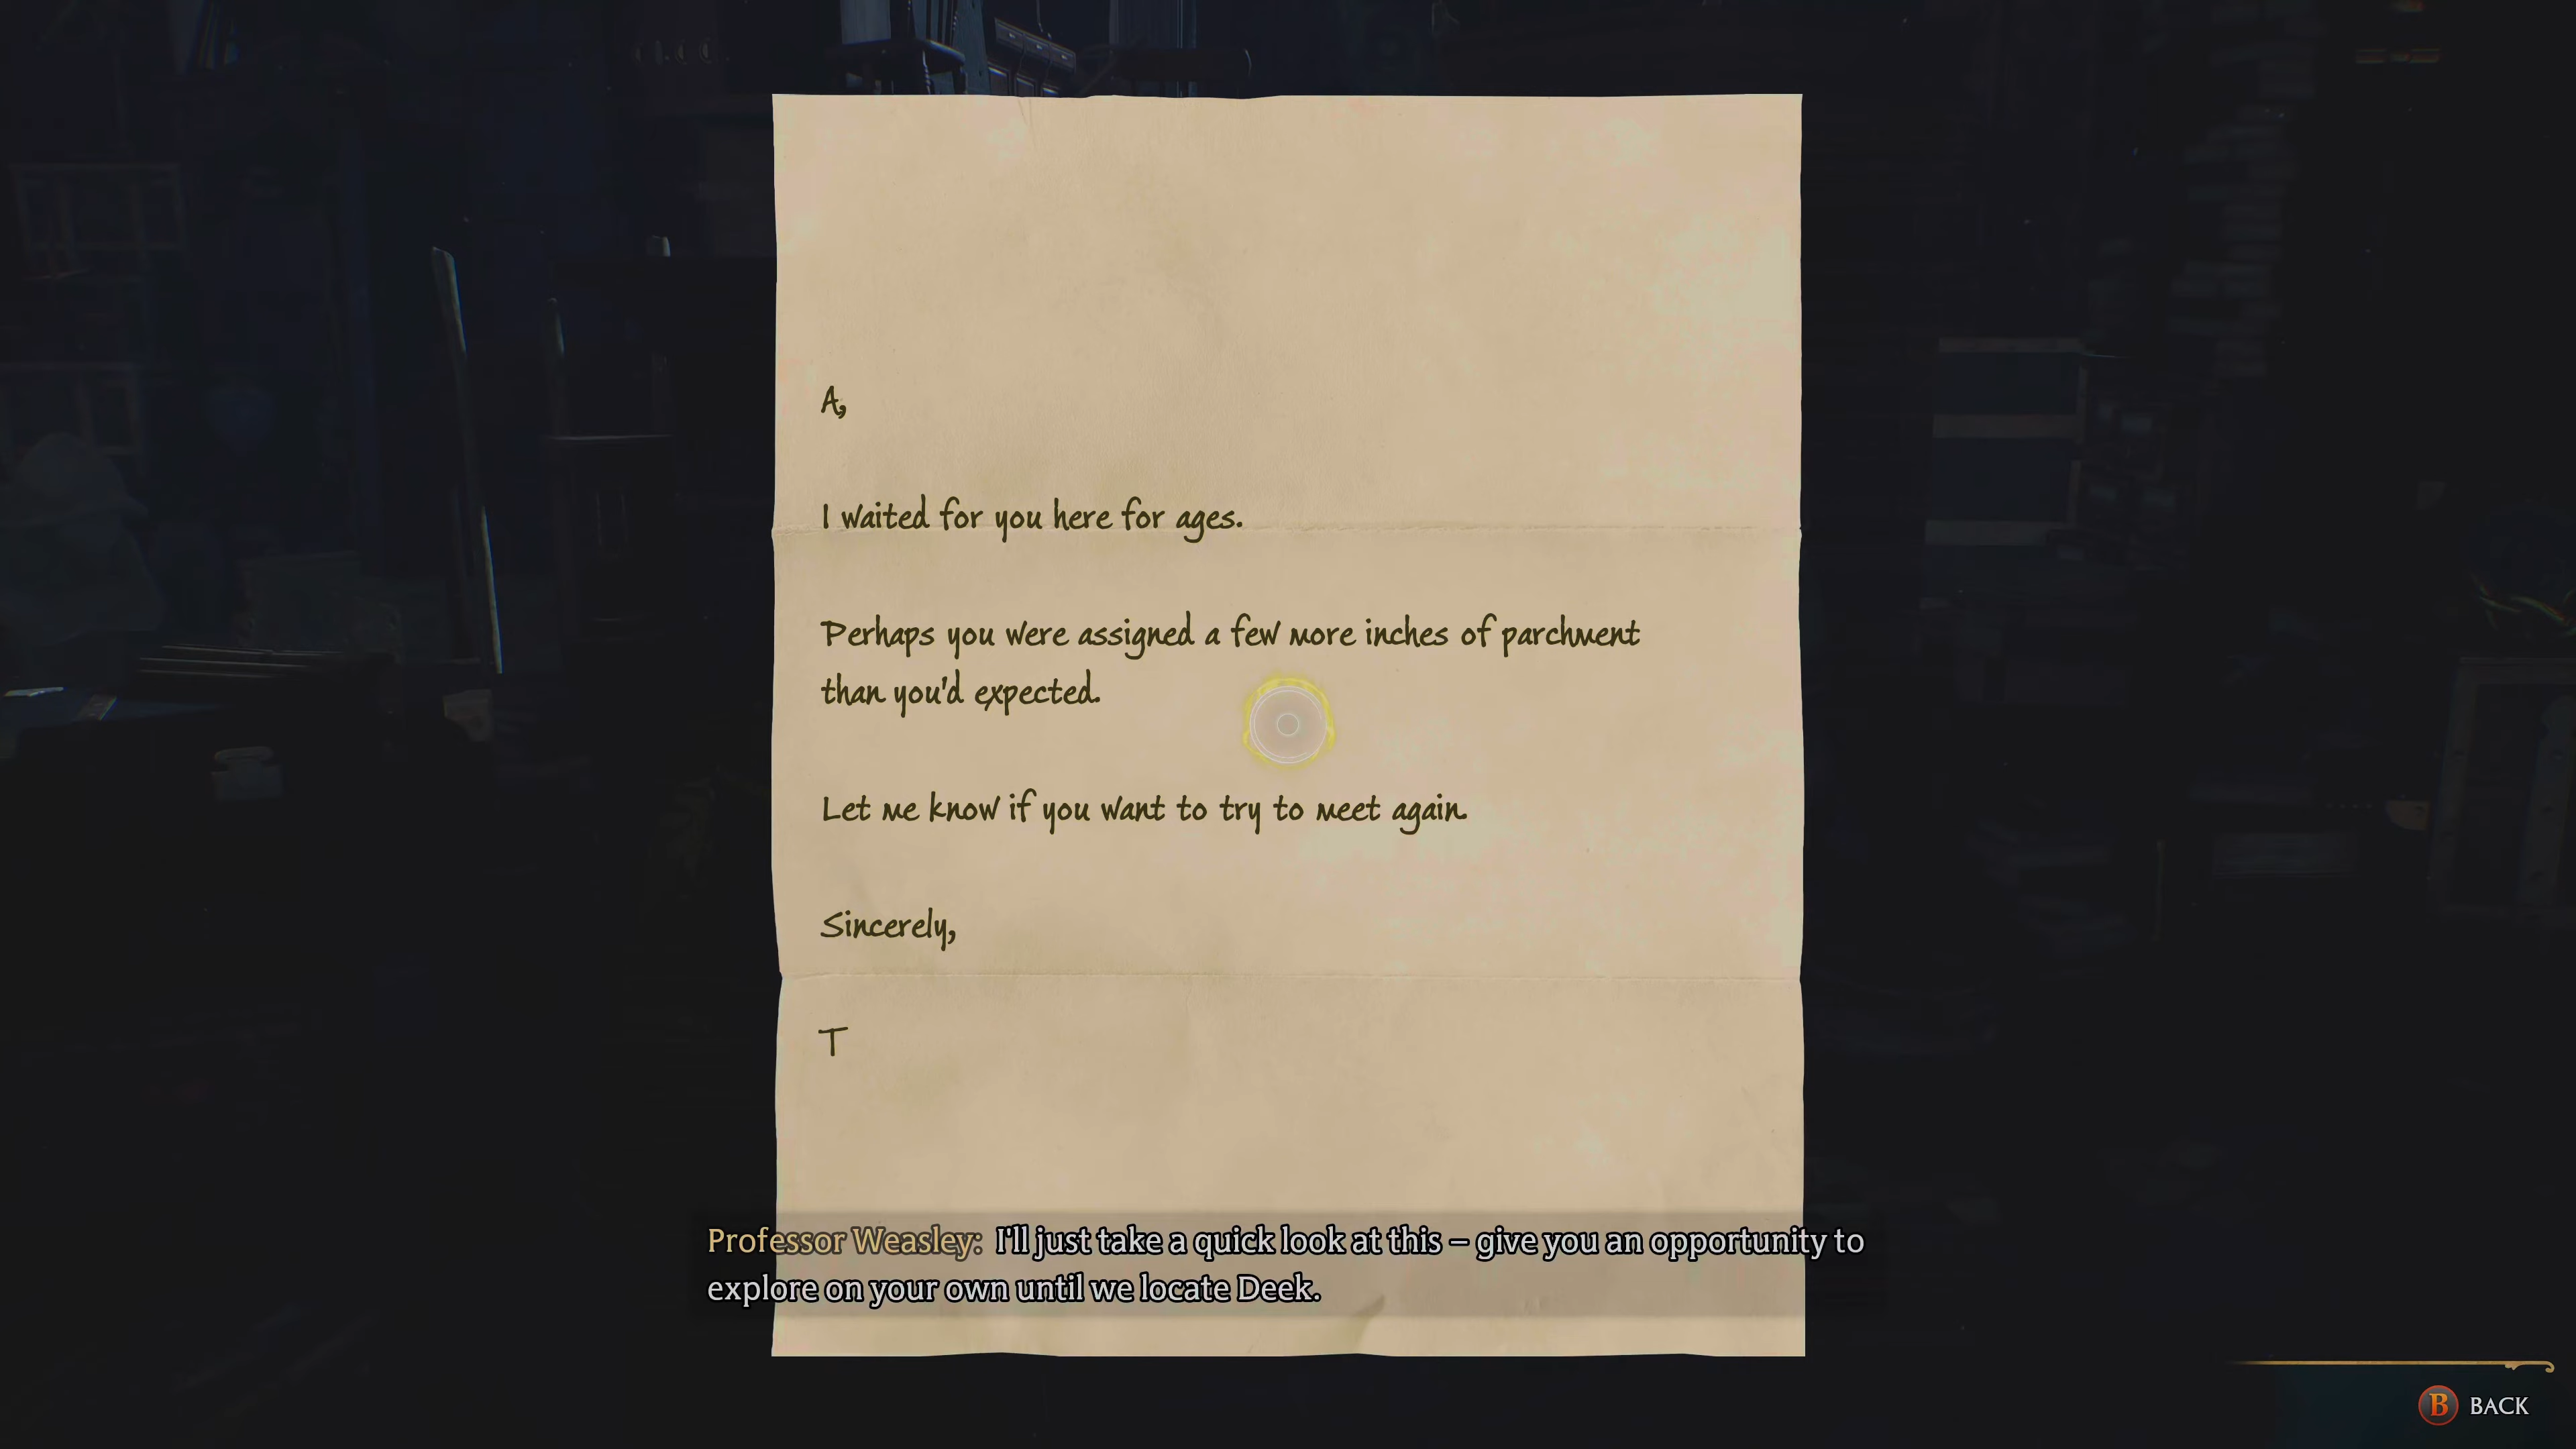 A,
I waited for you here for ages.
Perhaps you were assigned a few more inches of parchment
than you'd expected.
Let me know if you want to try to meet again.
Sincerely,
T
Professor Weasley: I'll just take a quick look at this – give you an opportunity to
explore on your own until we locate Deek.
B BACK